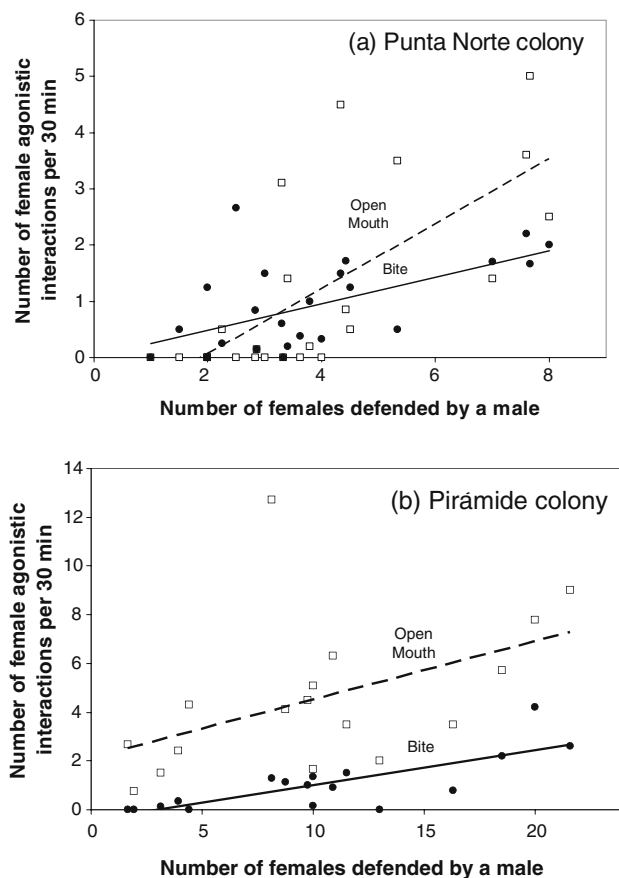 (a) Punta Norte colony
Number of female agonistic
interactions per 30 min
6
5
4
3
2
1
0
Open
Mouth
Bite
0 2 4 6 8
Number of females defended by a male
(b) Pirámide colony
Number of female agonistic
interactions per 30 min
14
12
10
8
6
4
2
0
Open
Mouth
Bite
0 5 10 15 20
Number of females defended by a male